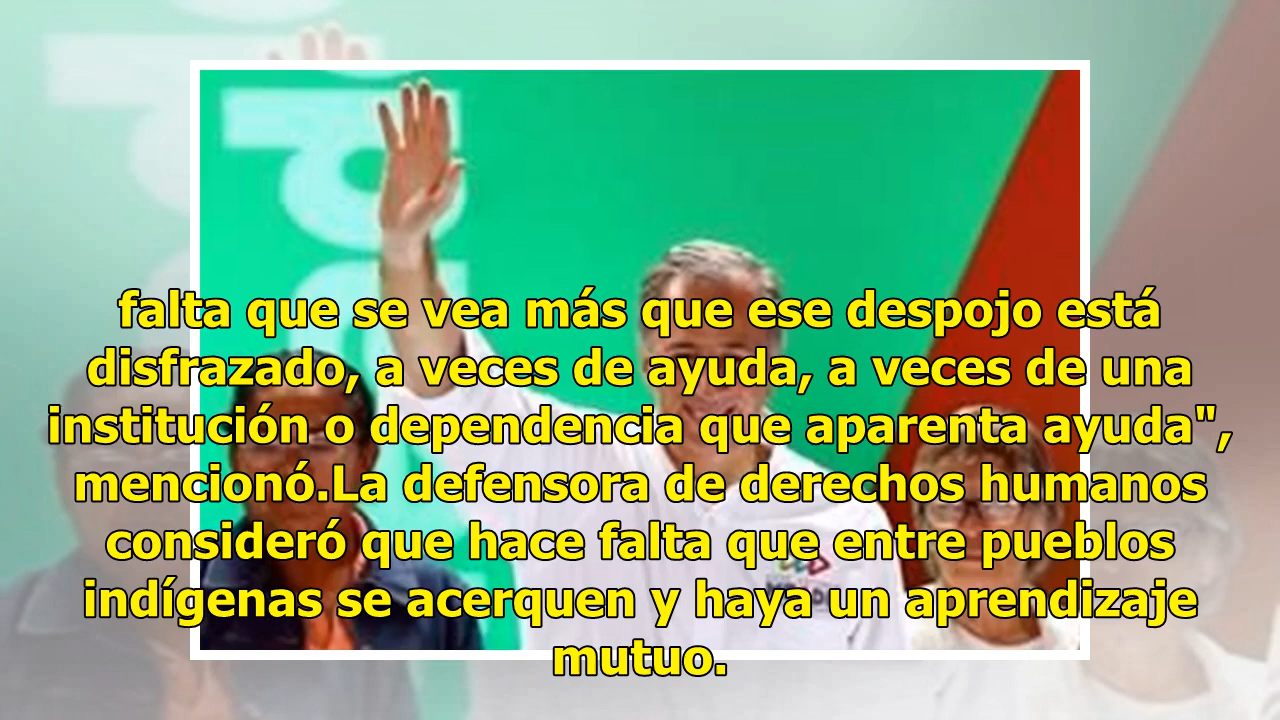 falta que se vea más que ese despojo está
disfrazado, a veces de ayuda, a veces de una
institución o dependencia que aparenta ayuda",
mencionó.La defensora de derechos humanos
consideró que hace falta que entre pueblos
indígenas se acerquen y haya un aprendizaje
mutuo.